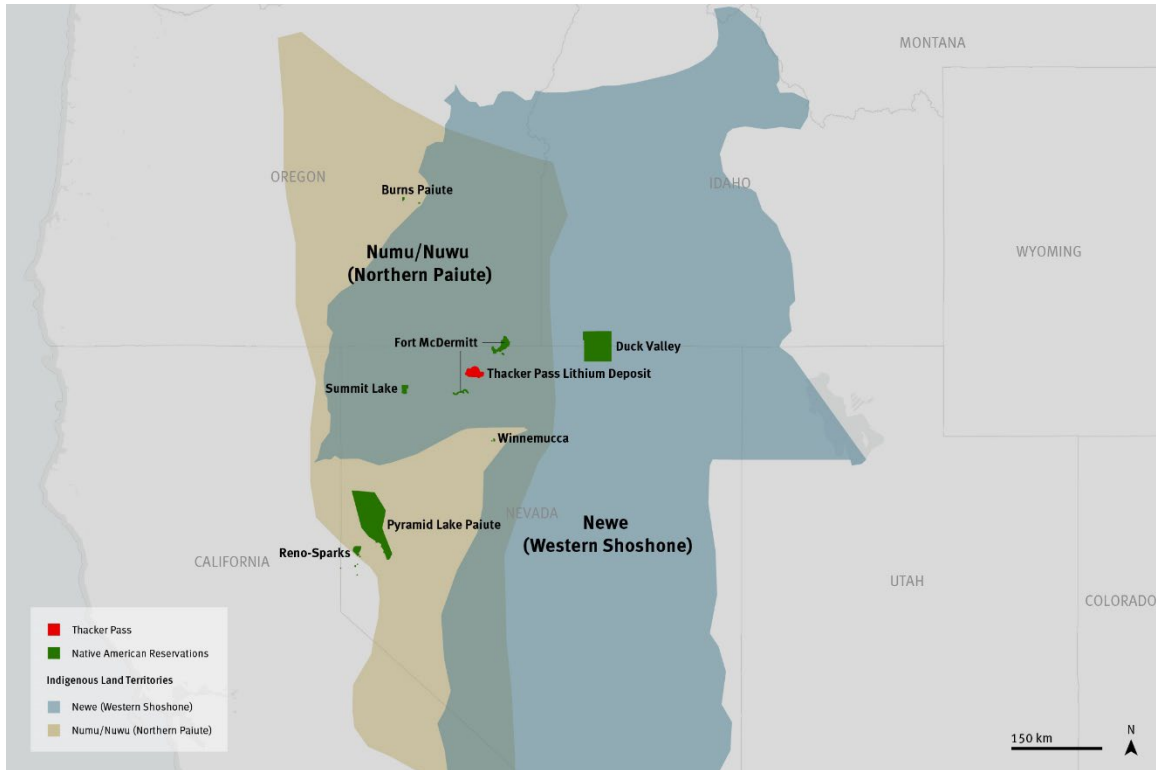 MONTANA
OREGON
IDAHO
Burns Paiute
Numu/Nuwu
(Northern Paiute)
WYOMING
Fort McDermitt
Duck Valley
Thacker Pass Lithium Deposit
Summit Lake
Winnemucca
NEVADA
Newe
(Western Shoshone)
Pyramid Lake Paiute
Reno-Sparks
CALIFORNIA
UTAH
COLORADO
Thacker Pass
Native American Reservations
Indigenous Land Territories
Newe (Western Shoshone)
Numu/Nuwu (Northern Paiute)
150 km
N